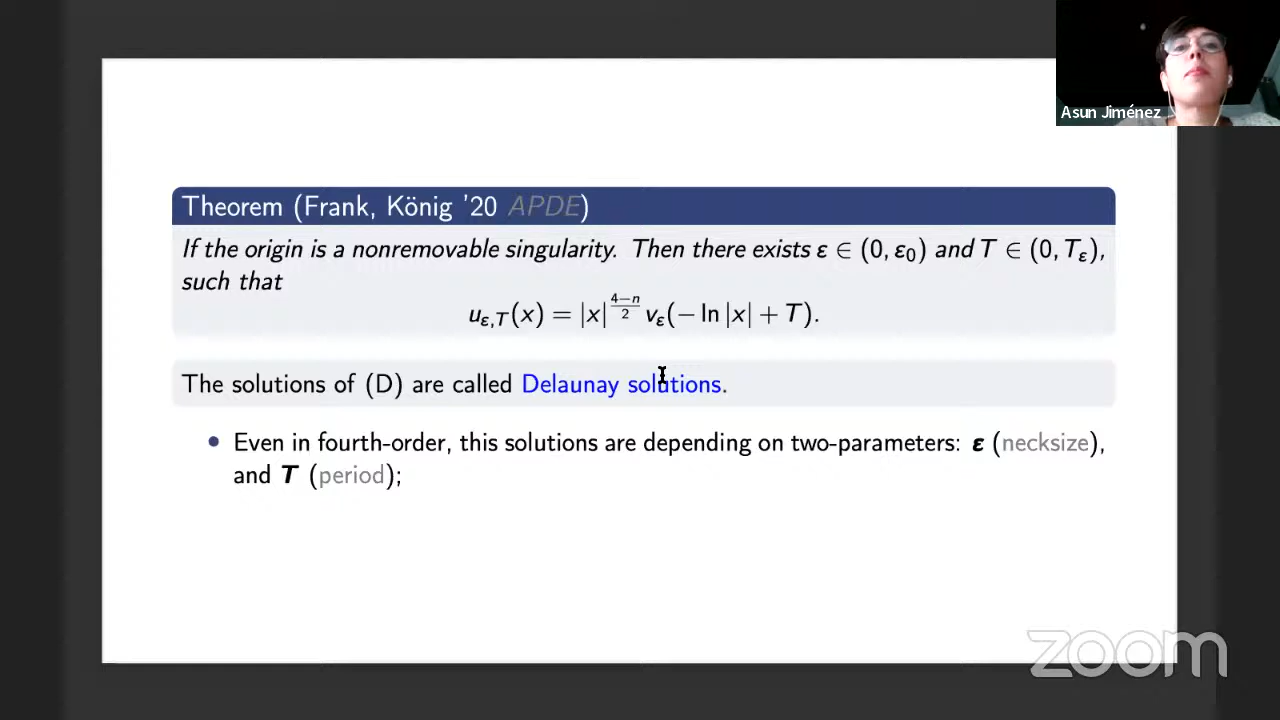 Asun Jiménez
Theorem (Frank, König '20 APDE)
If the origin is a nonremovable singularity. Then there exists ε ∈ (0, ε₀) and T ∈ (0, T_ε),
such that
u_{ε,T}(x) = |x|^{\frac{4−n}{2}} v_ε(− ln |x| + T).
The solutions of (D) are called Delaunay solutions.
• Even in fourth-order, this solutions are depending on two-parameters: ε (necksize),
and T (period);
zoom